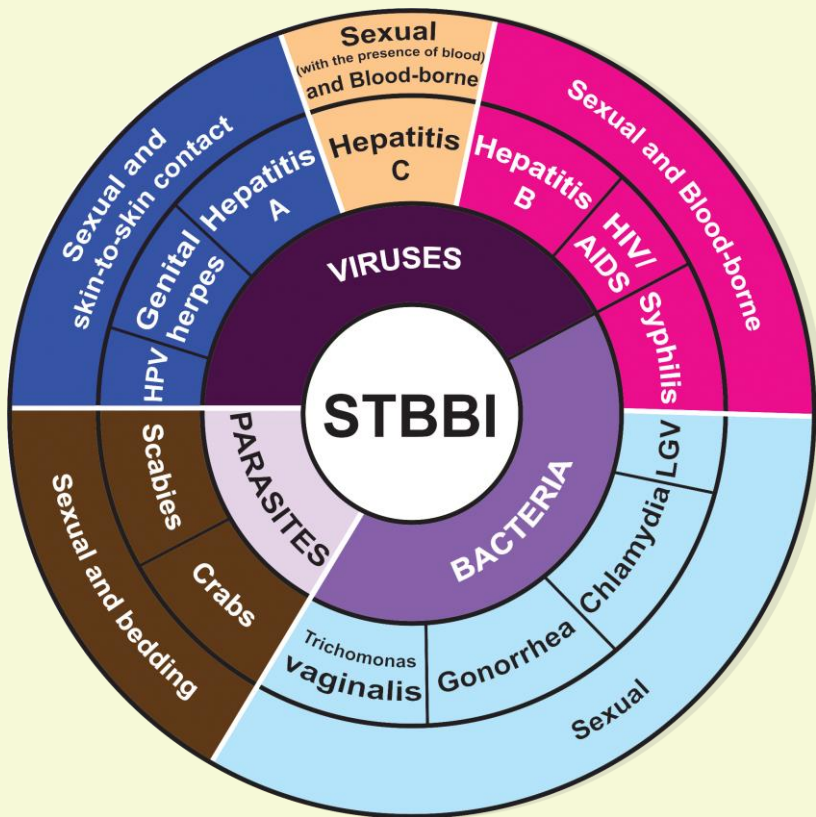 STBBI
VIRUSES
BACTERIA
PARASITES
Sexual
(with the presence of blood)
and Blood-borne
Hepatitis
C
Sexual and Blood-borne
Hepatitis
B
HIV/
AIDS
Syphilis
Sexual
LGV
Chlamydia
Gonorrhea
Trichomonas
vaginalis
Sexual and bedding
Crabs
Scabies
Sexual and
skin-to-skin contact
HPV
Genital
herpes
Hepatitis
A